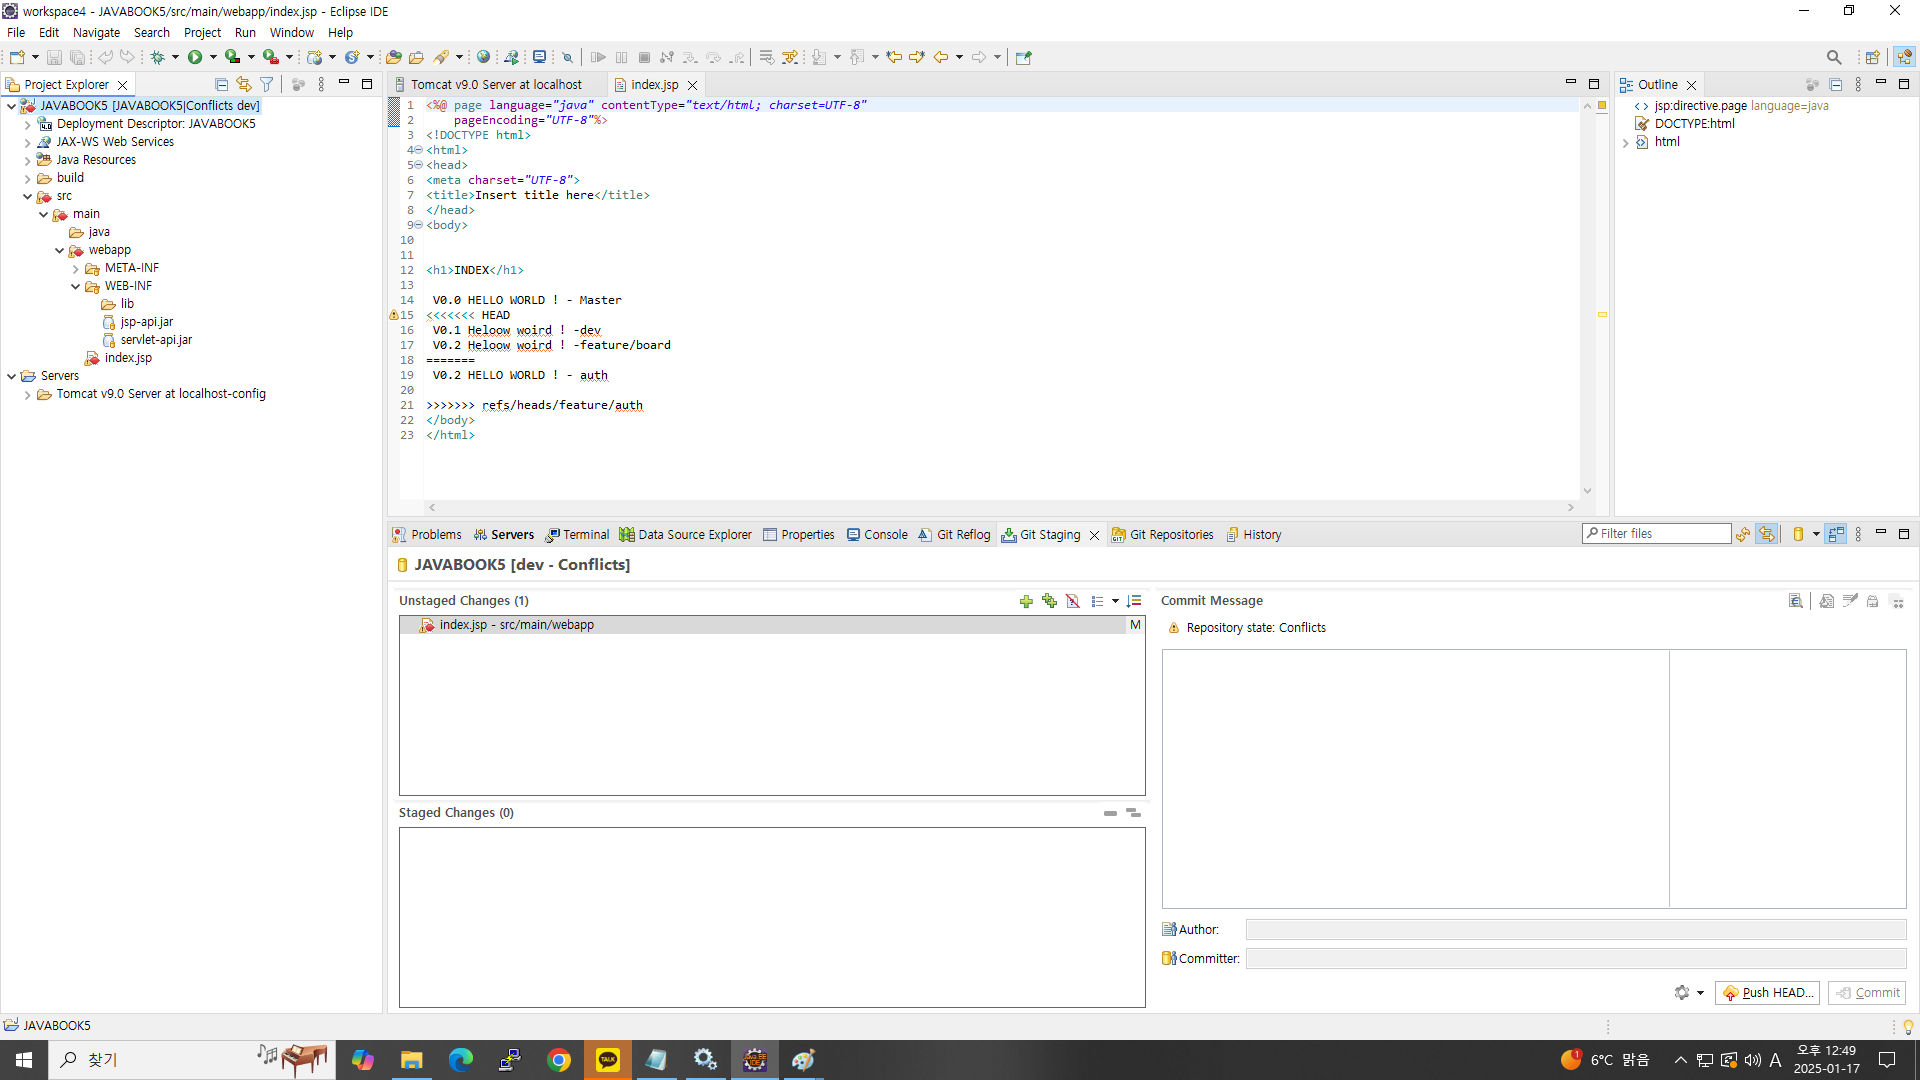 workspace4 - JAVABOOK5/src/main/webapp/index.jsp - Eclipse IDE
File Edit Navigate Search Project Run Window Help
Project Explorer
JAVABOOK5 [JAVABOOK5|Conflicts dev]
Deployment Descriptor: JAVABOOK5
JAX-WS Web Services
Java Resources
build
src
main
java
webapp
META-INF
WEB-INF
lib
jsp-api.jar
servlet-api.jar
index.jsp
Servers
Tomcat v9.0 Server at localhost-config
Tomcat v9.0 Server at localhost
index.jsp
1 <%@ page language="java" contentType="text/html; charset=UTF-8"
2 pageEncoding="UTF-8"%>
3 <!DOCTYPE html>
4 <html>
5 <head>
6 <meta charset="UTF-8">
7 <title>Insert title here</title>
8 </head>
9 <body>
10
11
12 <h1>INDEX</h1>
13
14 V0.0 HELLO WORLD ! - Master
15 <<<<<<< HEAD
16 V0.1 Heloow woird ! -dev
17 V0.2 Heloow woird ! -feature/board
18 =======
19 V0.2 HELLO WORLD ! - auth
20
21 >>>>>>> refs/heads/feature/auth
22 </body>
23 </html>
Outline
jsp:directive.page language=java
DOCTYPE:html
html
Problems Servers Terminal Data Source Explorer Properties Console Git Reflog Git Staging Git Repositories History
Filter files
JAVABOOK5 [dev - Conflicts]
Unstaged Changes (1)
index.jsp - src/main/webapp M
Staged Changes (0)
Commit Message
Repository state: Conflicts
Author:
Committer:
Push HEAD... Commit
JAVABOOK5
찾기
TALK
1 6°C 맑음
A
오후 12:49
2025-01-17